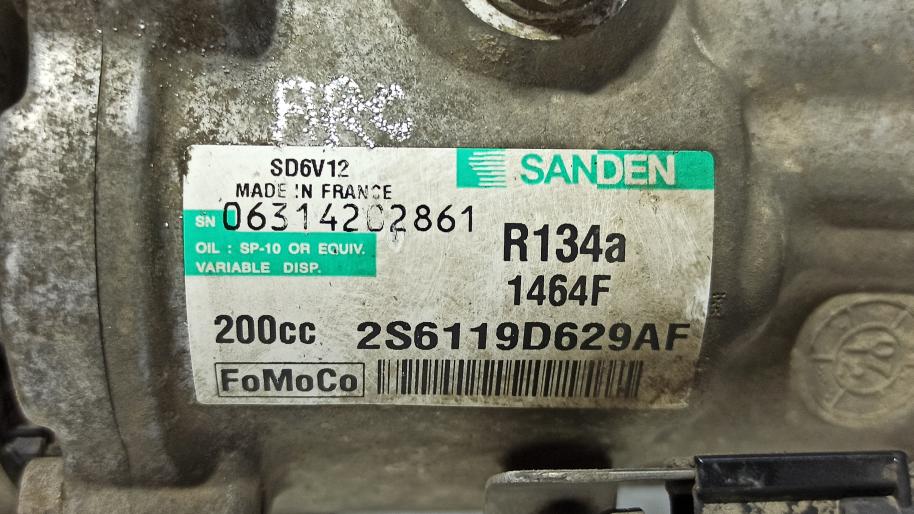 ARC
SD6V12
SANDEN
MADE IN FRANCE
SN 06314202861
OIL : SP-10 OR EQUIV.
VARIABLE DISP.
R134a
1464F
200cc 2S6119D629AF
FoMoCo